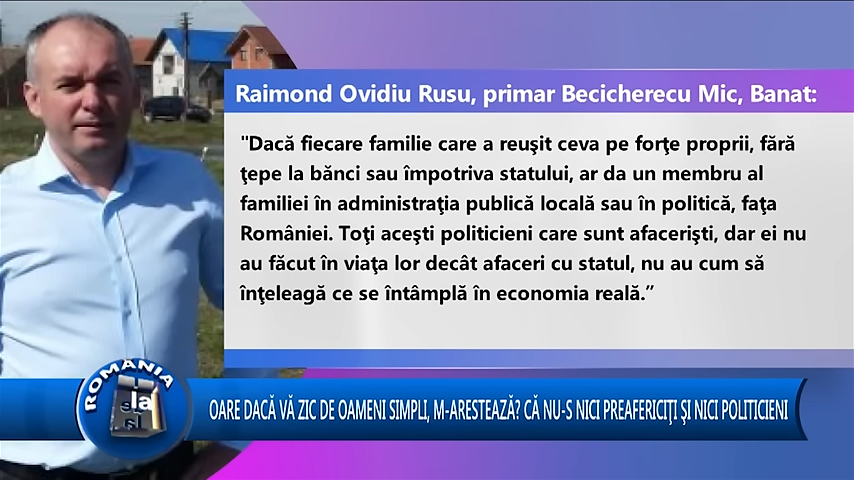 Raimond Ovidiu Rusu, primar Becicherecu Mic, Banat:
"Dacă fiecare familie care a reuşit ceva pe forţe proprii, fără
ţepe la bănci sau împotriva statului, ar da un membru al
familiei în administraţia publică locală sau în politică, faţa
României. Toţi aceşti politicieni care sunt afacerişti, dar ei nu
au făcut în viaţa lor decât afaceri cu statul, nu au cum să
înţeleagă ce se întâmplă în economia reală.”
ROMANIA
la
OARE DACĂ VĂ ZIC DE OAMENI SIMPLI, M-ARESTEAZĂ? CĂ NU-S NICI PREAFERICIŢI ŞI NICI POLITICIENI